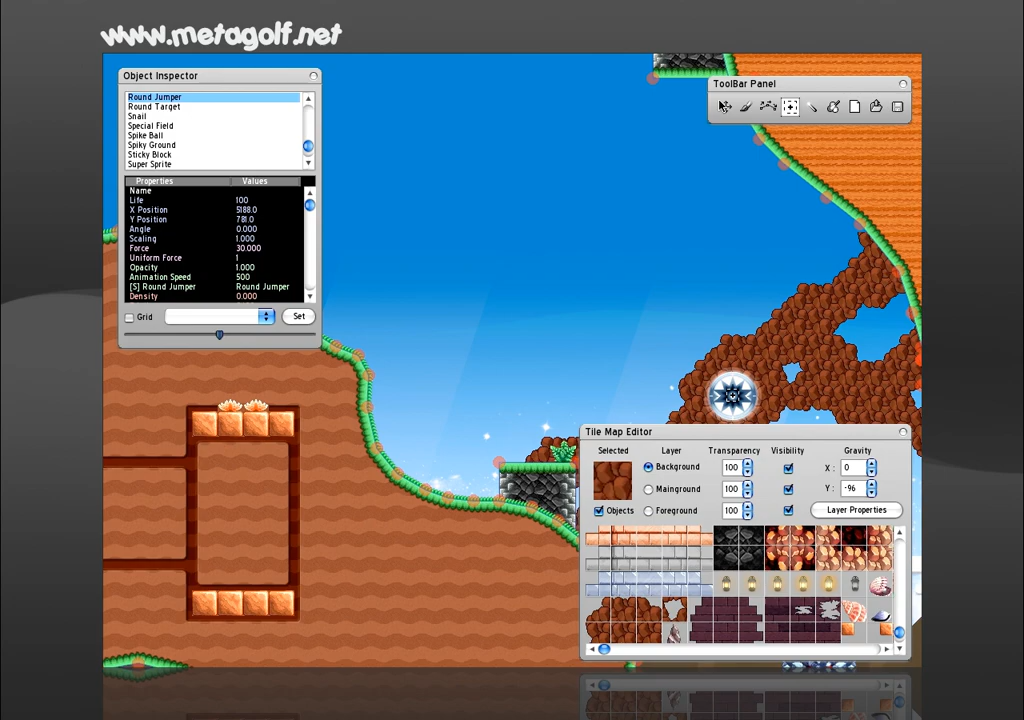 www.metagolf.net
Object Inspector
Round Jumper
Round Target
Snail
Special Field
Spike Ball
Spiky Ground
Sticky Block
Super Sprite
Properties Values
Name
Life 100
X Position 5188.0
Y Position 781.0
Angle 0.000
Scaling 1.000
Force 30.000
Uniform Force 1
Opacity 1.000
Animation Speed 500
[S] Round Jumper Round Jumper
Density 0.000
Grid Set
ToolBar Panel
Tile Map Editor
Selected Layer Transparency Visibility Gravity
Background 100 X : 0
Mainground 100 Y : -96
Objects Foreground 100 Layer Properties